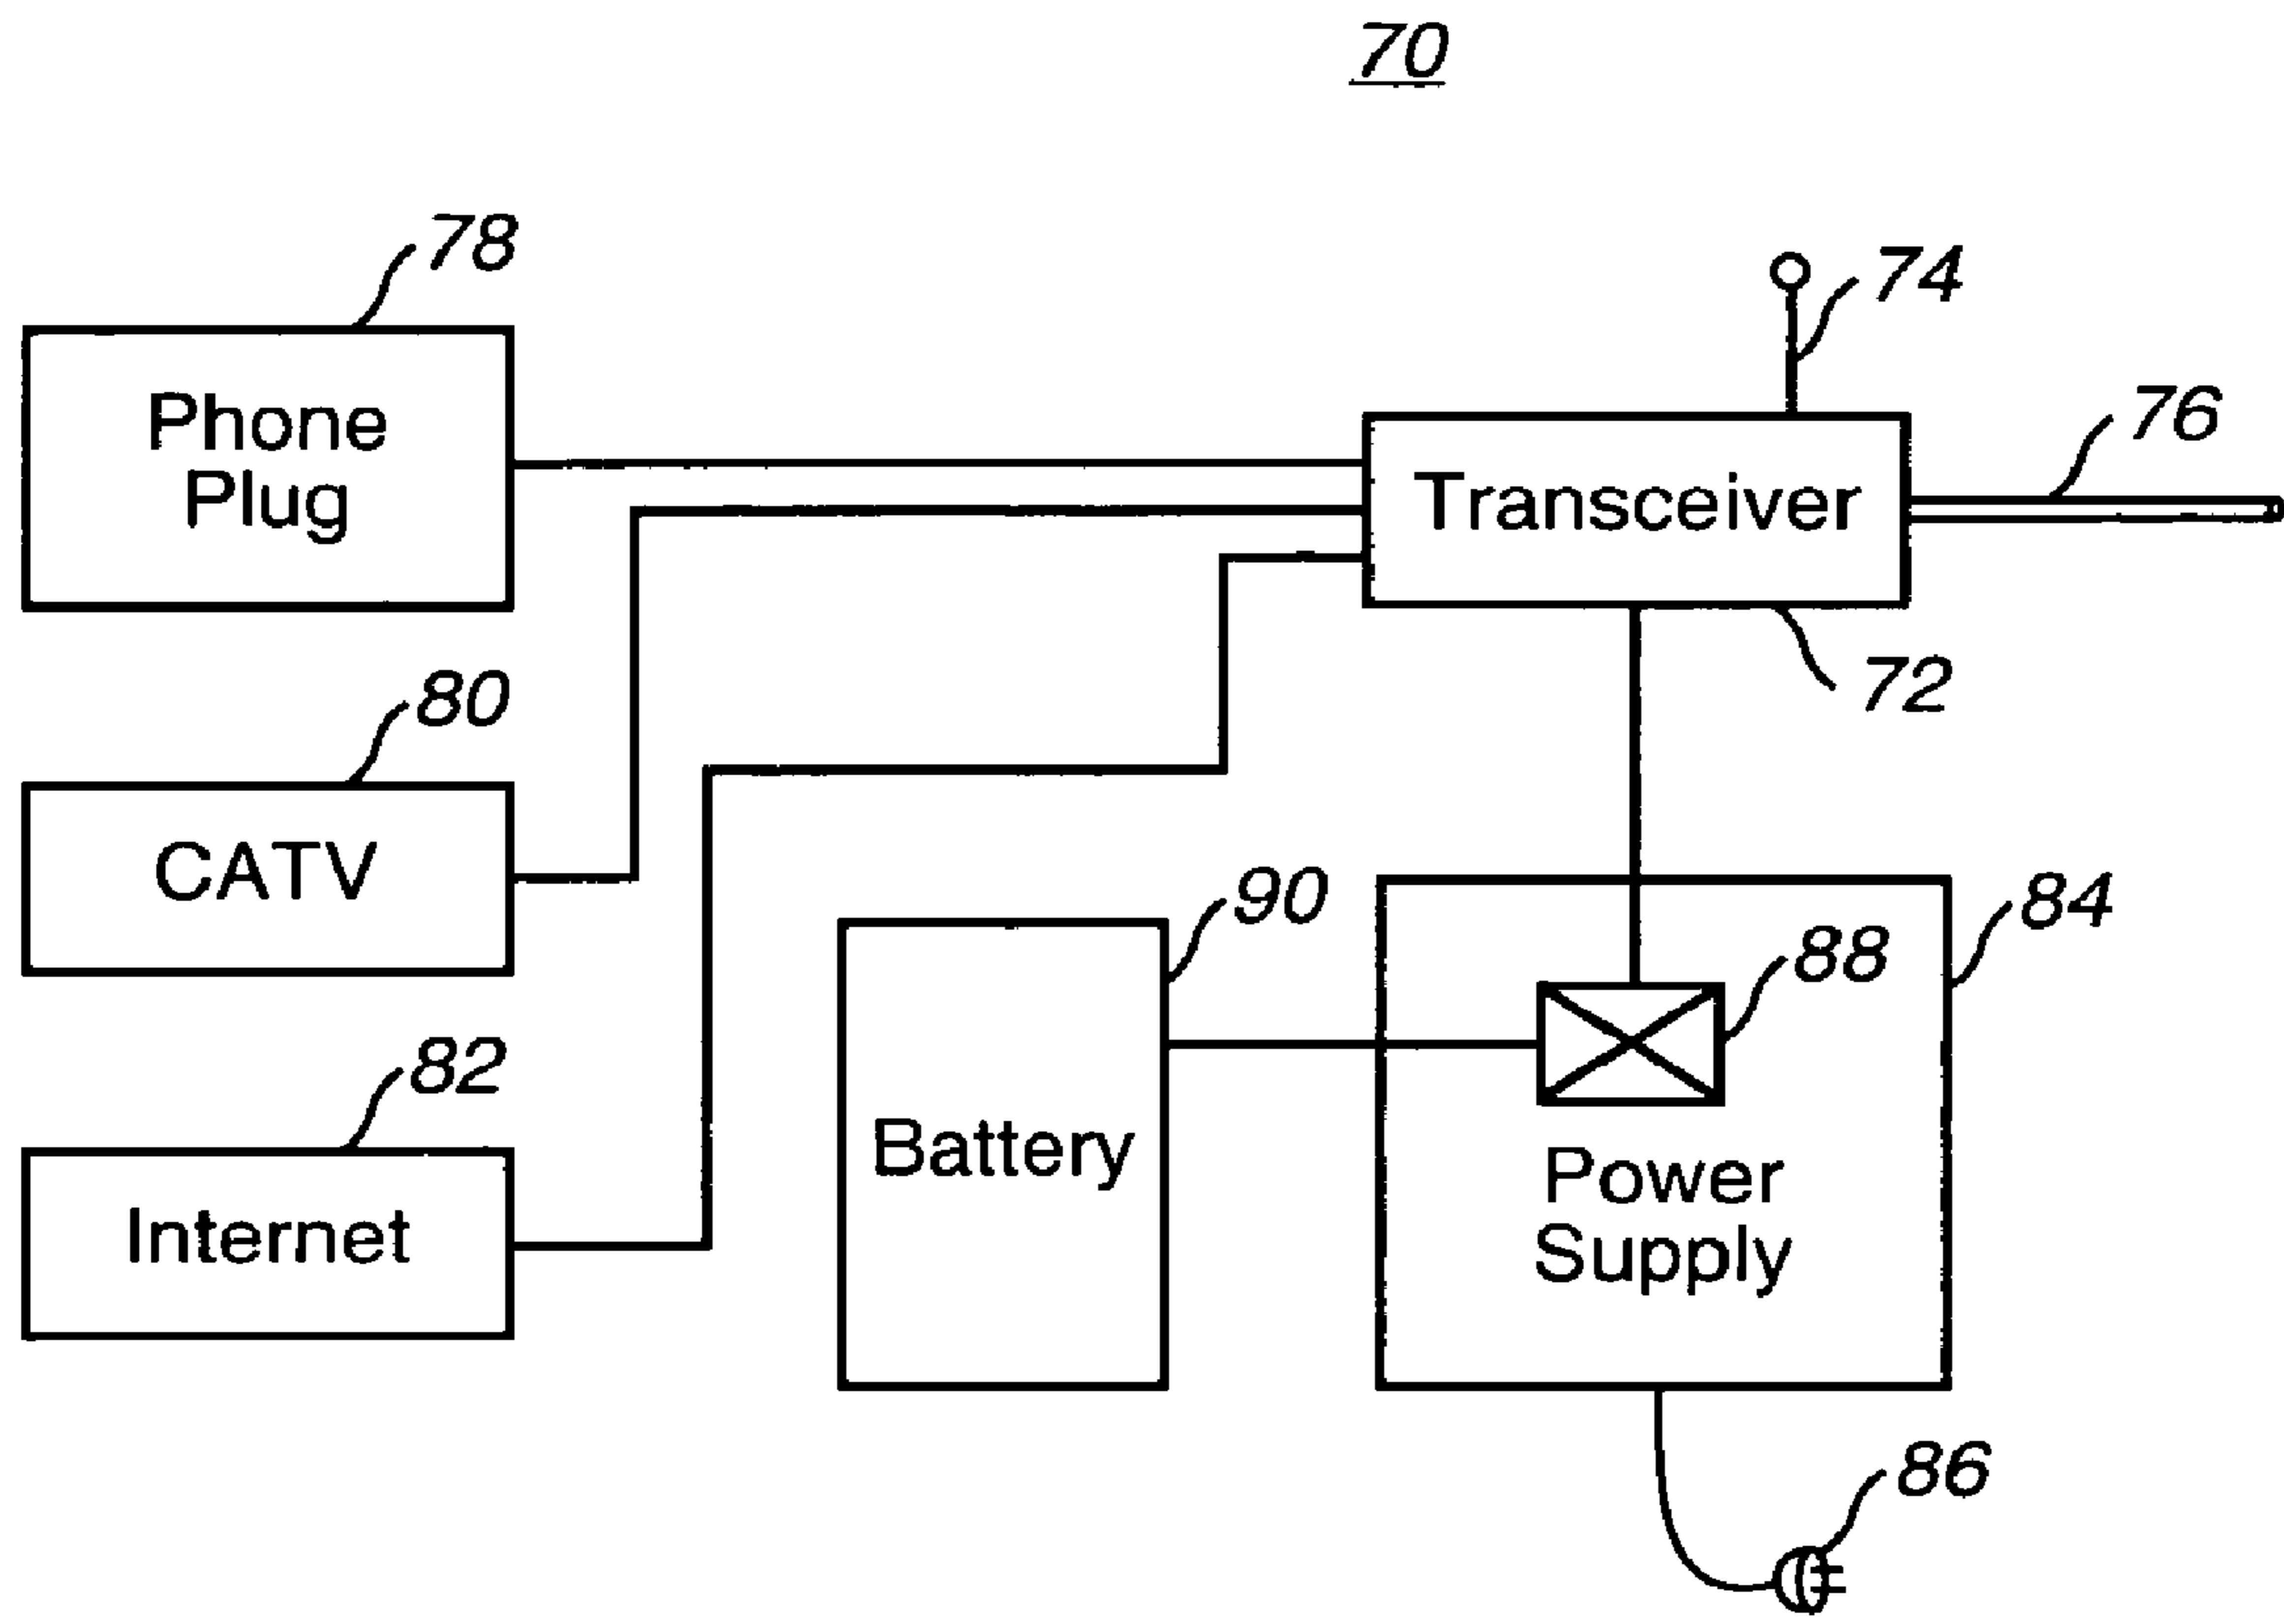 70
78
74
76
Phone
Plug
Transceiver
72
80
CATV
90
84
88
82
Battery
Internet
Power
Supply
86